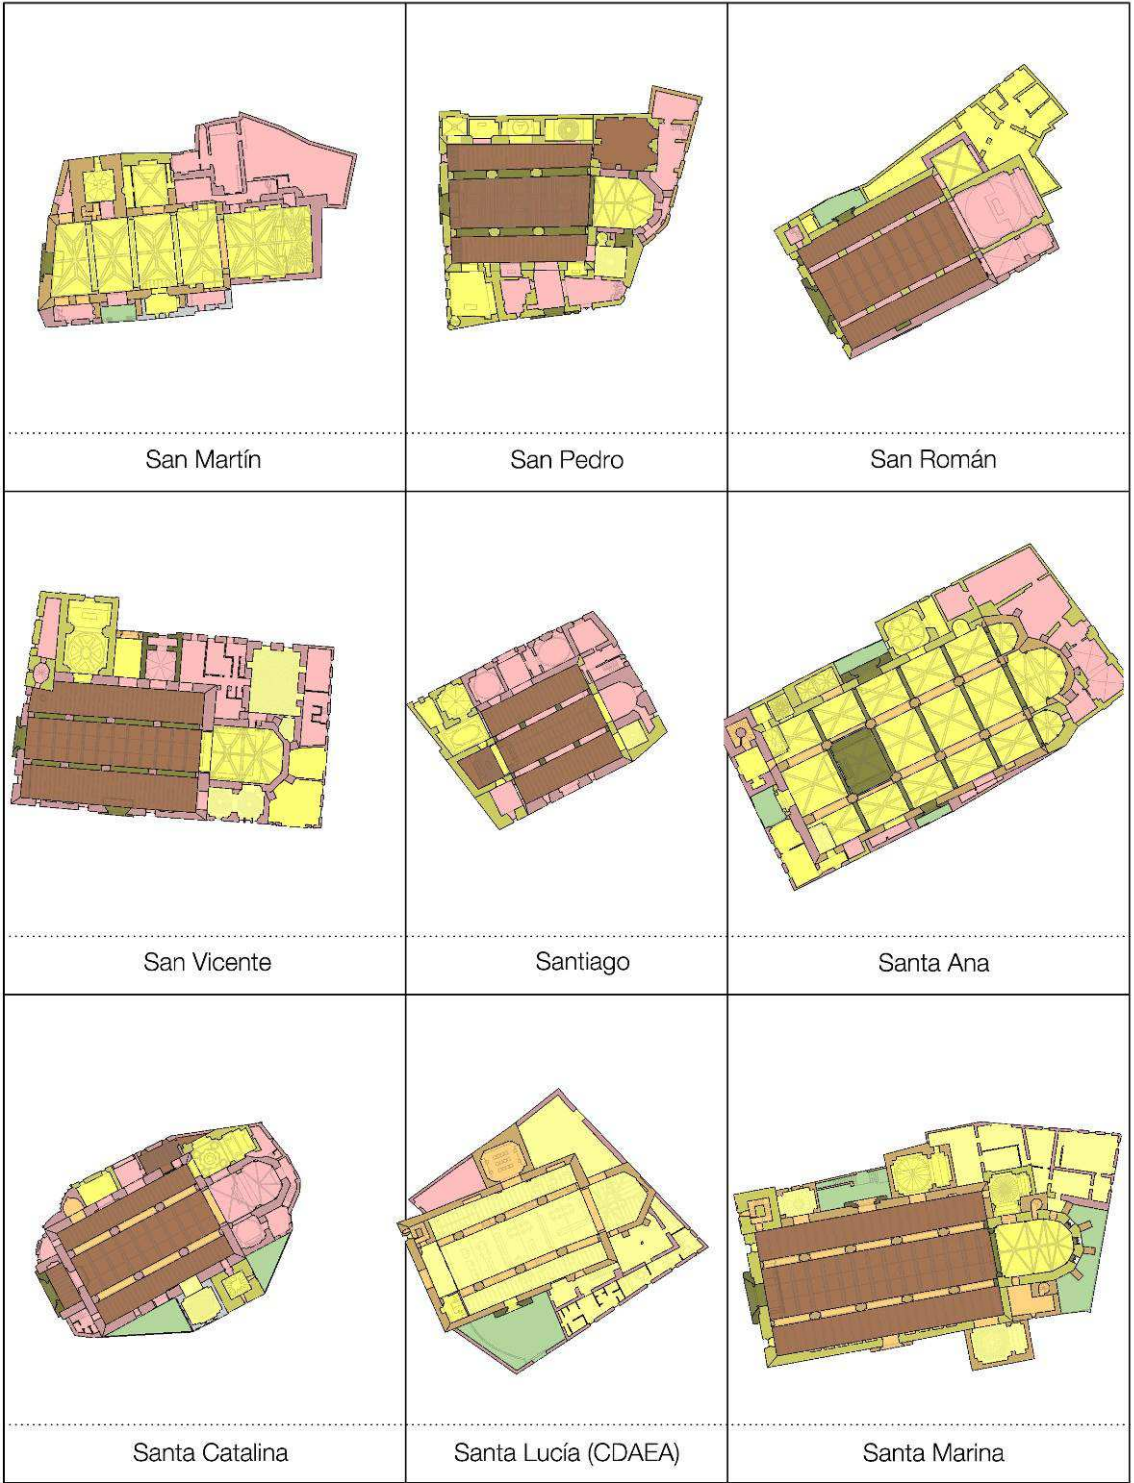 San Martín
San Pedro
San Román
San Vicente
Santiago
Santa Ana
Santa Catalina
Santa Lucía (CDAEA)
Santa Marina